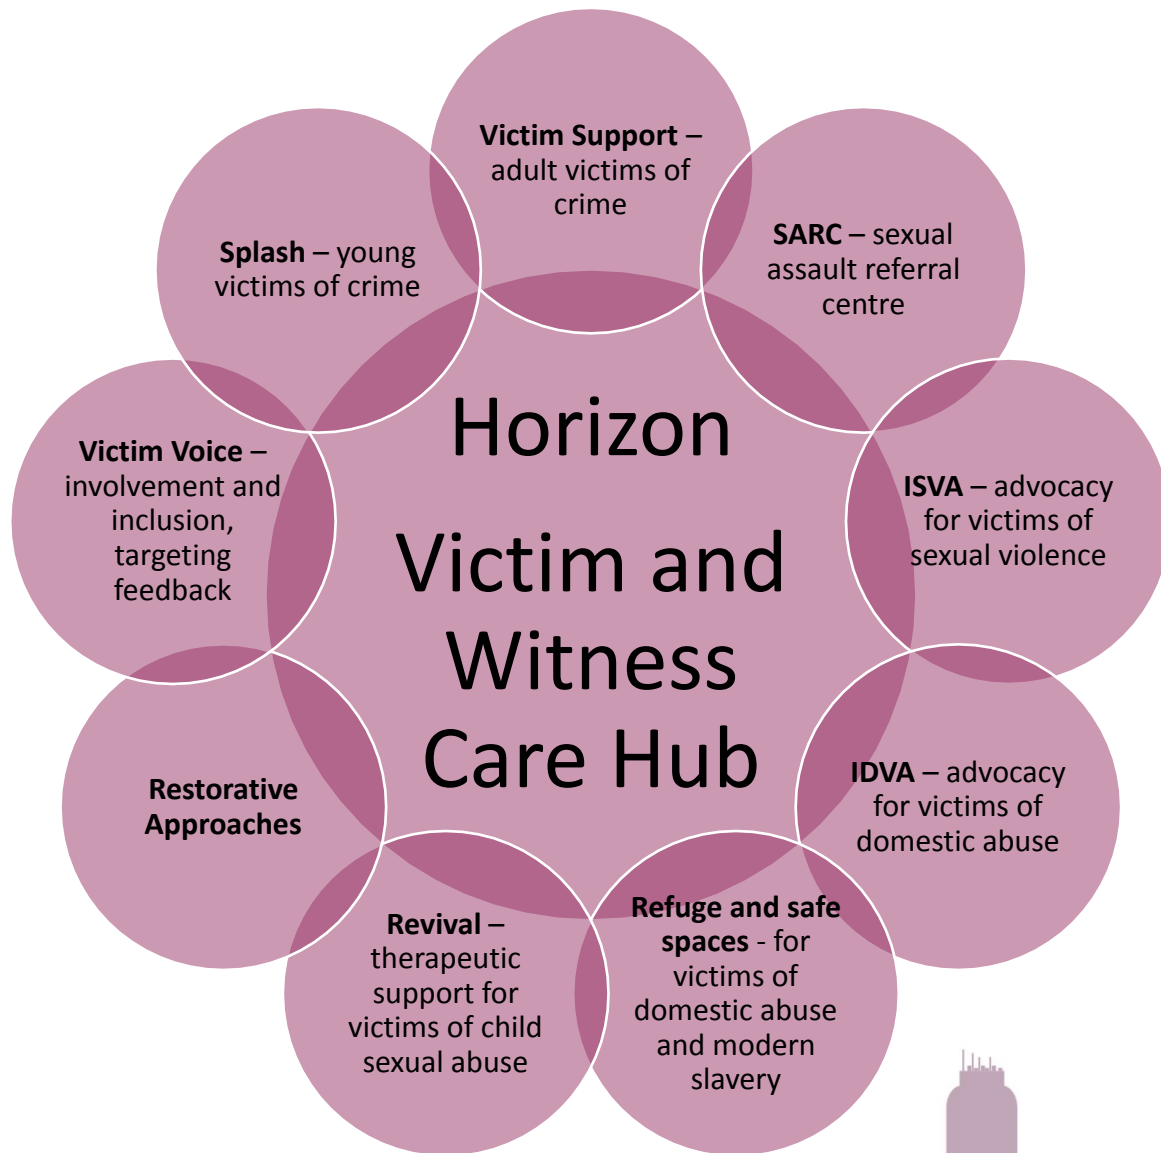 Victim Support –
adult victims of
crime
SARC – sexual
assault referral
centre
ISVA – advocacy
for victims of
sexual violence
IDVA – advocacy
for victims of
domestic abuse
Refuge and safe
spaces - for
victims of
domestic abuse
and modern
slavery
Revival –
therapeutic
support for
victims of child
sexual abuse
Restorative
Approaches
Victim Voice –
involvement and
inclusion,
targeting
feedback
Splash – young
victims of crime
Horizon
Victim and
Witness
Care Hub